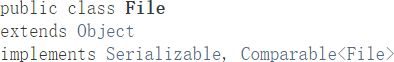 public class File
extends Object
implements Serializable, Comparable<File>